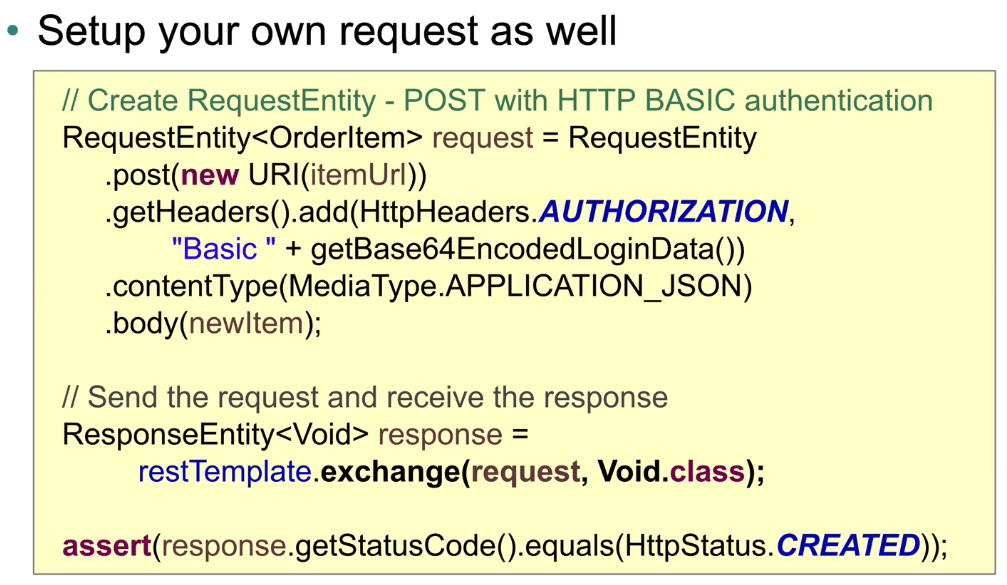 • Setup your own request as well
// Create RequestEntity - POST with HTTP BASIC authentication
RequestEntity<OrderItem> request = RequestEntity
.post(new URI(itemUrl))
.getHeaders().add(HttpHeaders.AUTHORIZATION,
"Basic " + getBase64EncodedLoginData())
.contentType(MediaType.APPLICATION_JSON)
.body(newItem);
// Send the request and receive the response
ResponseEntity<Void> response =
restTemplate.exchange(request, Void.class);
assert(response.getStatusCode().equals(HttpStatus.CREATED));